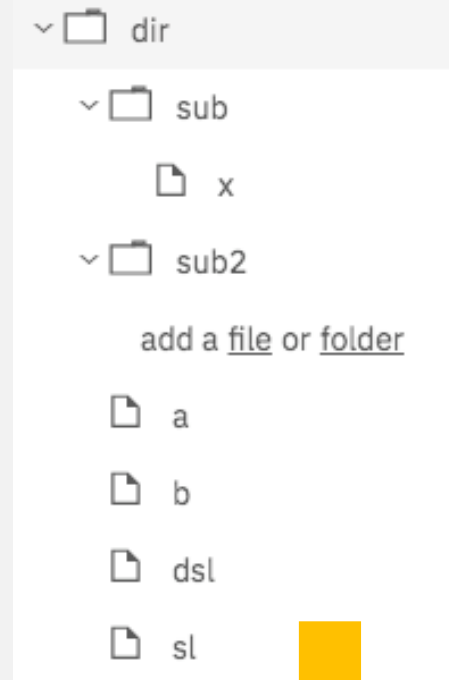 dir
sub
x
sub2
add a file or folder
a
b
dsl
sl